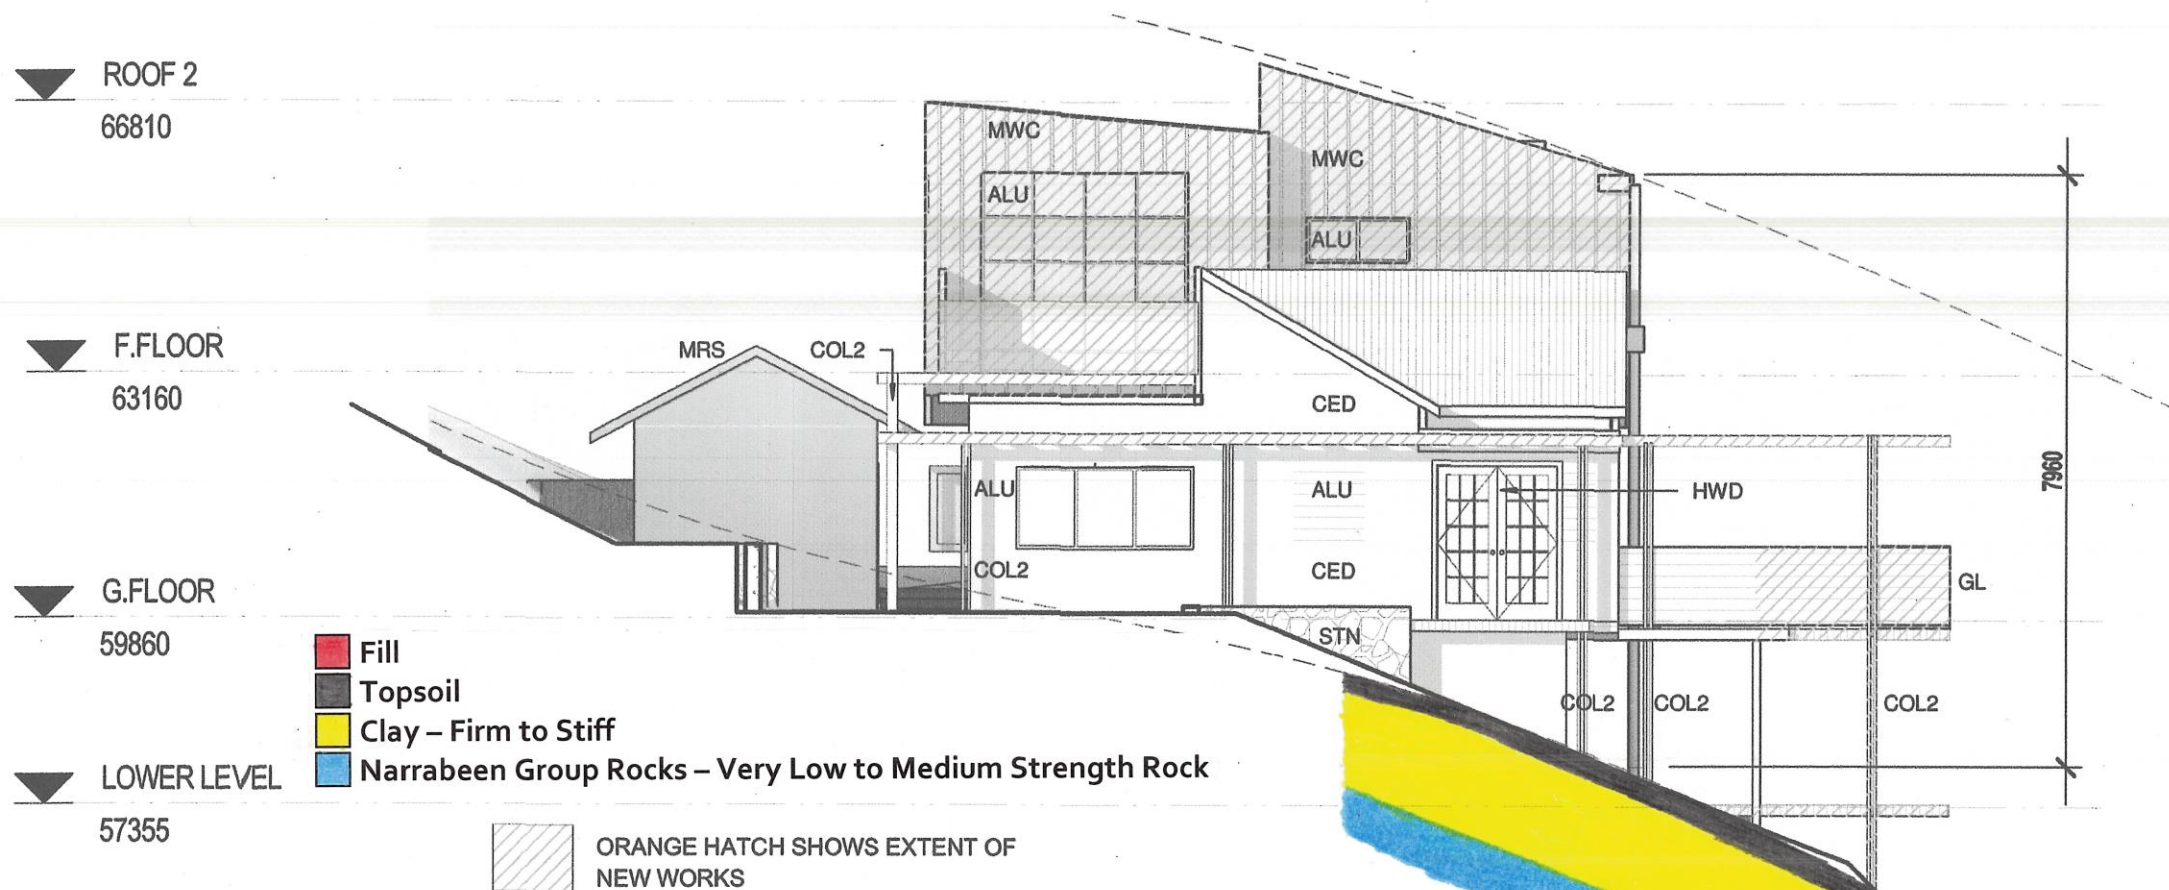 ROOF 2
66810
MWC
MWC
ALU
ALU
F.FLOOR
63160
MRS
COL2
CED
ALU
ALU
HWD
7960
COL2
CED
GL
G.FLOOR
59860
STN
Fill
Topsoil
COL2
COL2
COL2
Clay – Firm to Stiff
Narrabeen Group Rocks – Very Low to Medium Strength Rock
LOWER LEVEL
57355
ORANGE HATCH SHOWS EXTENT OF
NEW WORKS